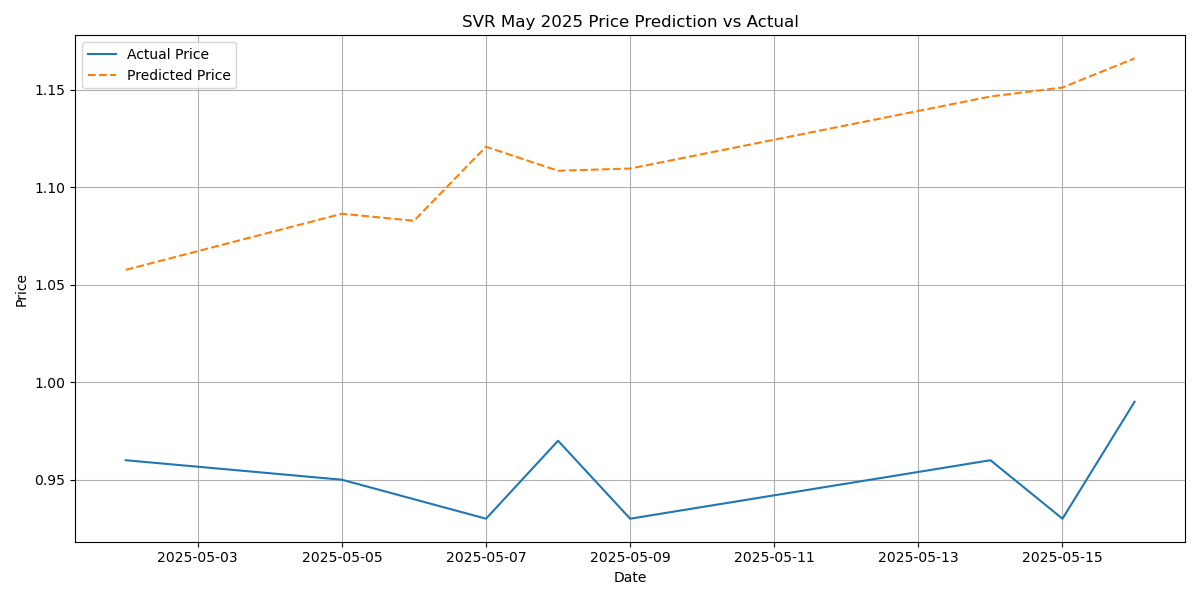 SVR May 2025 Price Prediction vs Actual
Actual Price
Predicted Price
1.15
1.10
1.05
1.00
0.95
Price
2025-05-03 2025-05-05 2025-05-07 2025-05-09 2025-05-11 2025-05-13 2025-05-15
Date